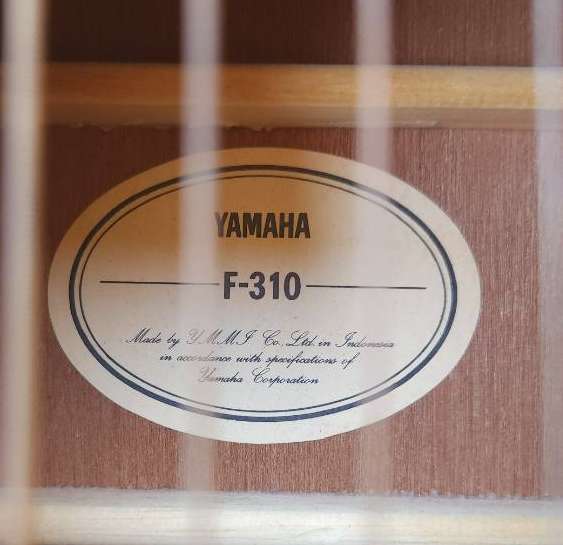 YAMAHA
F-310
Made by Y.M.M.I Co. Ltd. in Indonesia
in accordance with specifications of
Yamaha Corporation